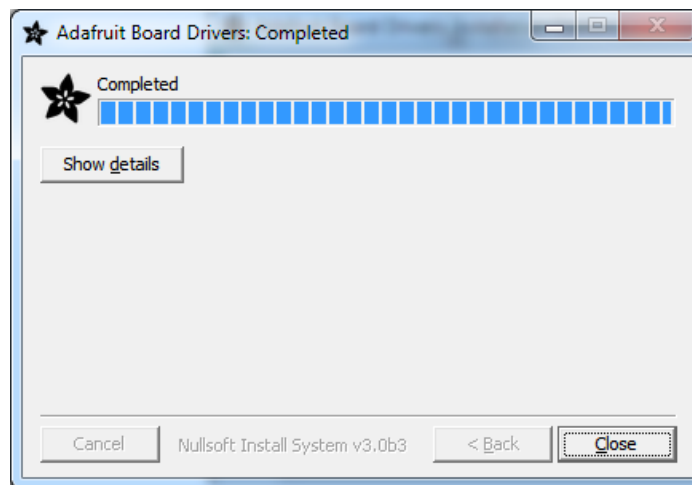 Adafruit Board Drivers: Completed
Completed
Show details
Cancel
Nullsoft Install System v3.0b3
< Back
Close